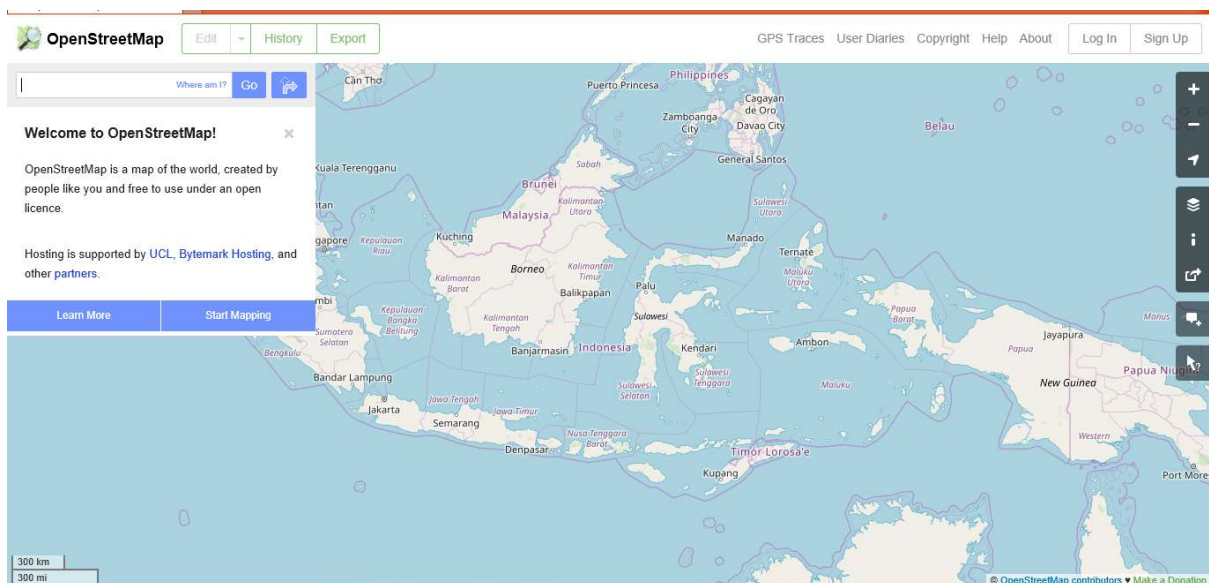 OpenStreetMap Edit History Export GPS Traces User Diaries Copyright Help About Log In Sign Up
Where am I? Go
Welcome to OpenStreetMap! ×
OpenStreetMap is a map of the world, created by
people like you and free to use under an open
licence.
Hosting is supported by UCL, Bytemark Hosting, and
other partners.
Learn More Start Mapping
Cần Thơ
Puerto Princesa
Philippines
Cagayan
de Oro
Zamboanga
City
Davao City
General Santos
Belau
Kuala Terengganu
Sabah
Brunei
Malaysia
Kalimantan
Utara
Sulawesi
Utara
Kuching
Kepulauan
Riau
Manado
Ternate
Maluku
Utara
Borneo
Kalimantan
Timur
Kalimantan
Barat
Balikpapan
Palu
Papua
Barat
Manus
Kepulauan
Bangka
Belitung
Kalimantan
Tengah
Sulawesi
Sumatera
Selatan
Bengkulu
Banjarmasin
Indonesia
Kendari
Ambon
Jayapura
Papua
Papua Niugin
New Guinea
Bandar Lampung
Sulawesi
Selatan
Sulawesi
Tenggara
Maluku
Jakarta
Jawa Tengah
Semarang
Jawa Timur
Nusa Tenggara
Barat
Denpasar
Timór Lorosa'e
Kupang
Western
Port More
300 km
300 mi
© OpenStreetMap contributors ♥ Make a Donation